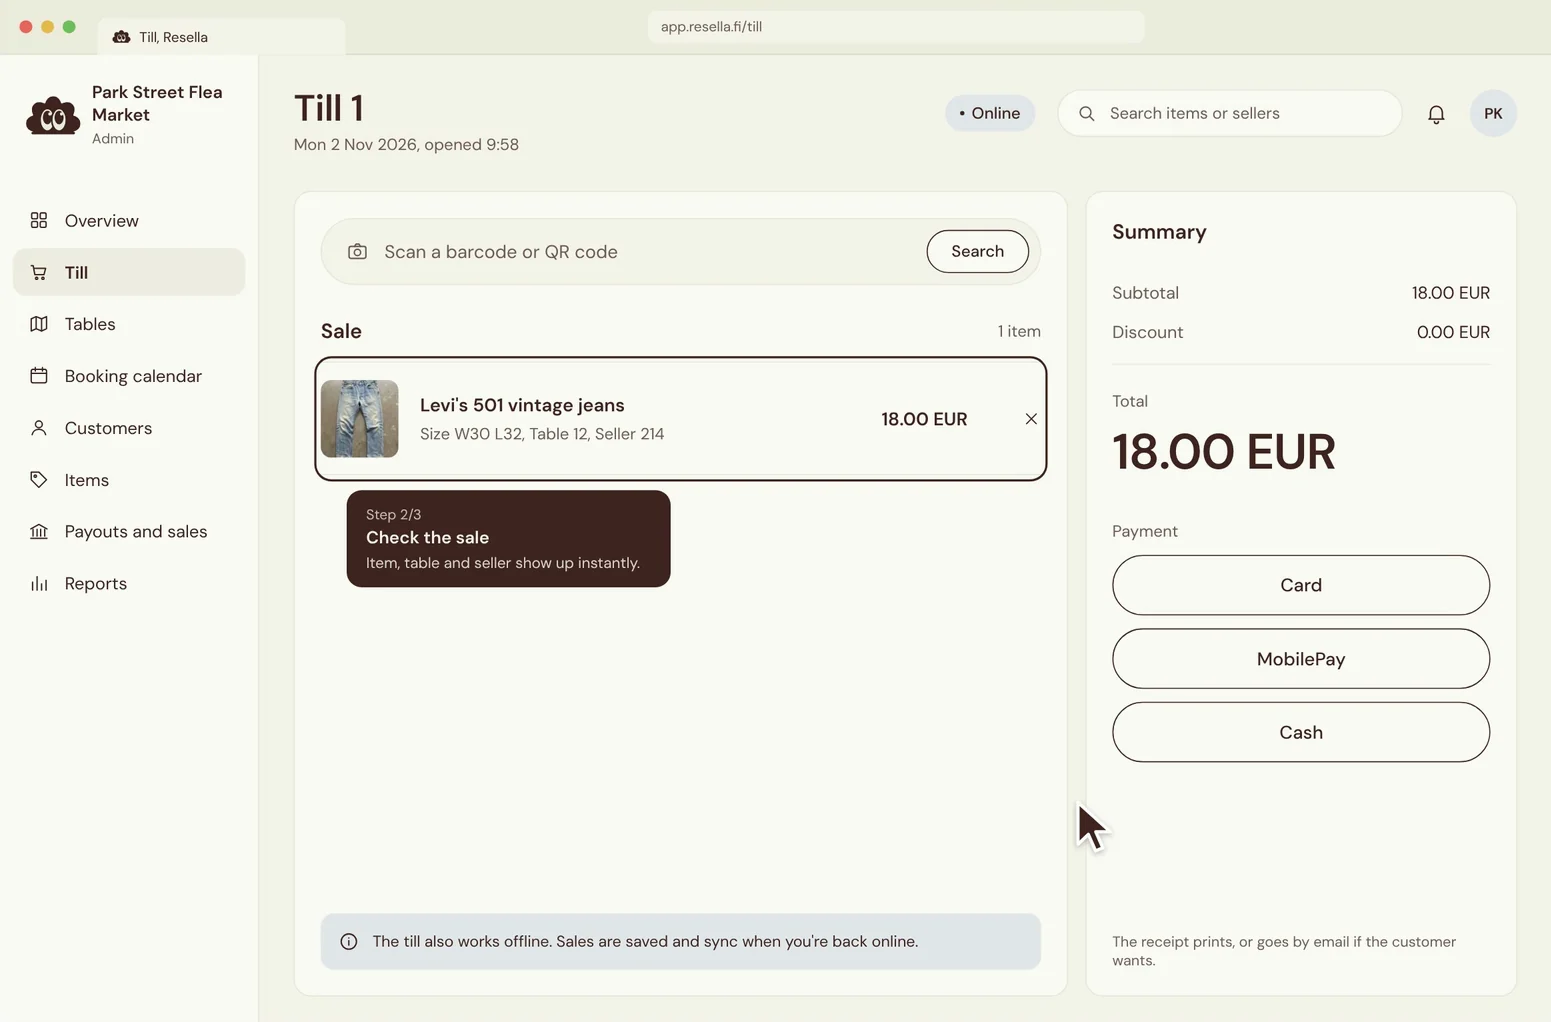 Till, Resella
app.resella.fi/till
Park Street Flea
Market
Admin
Overview
Till
Tables
Booking calendar
Customers
Items
Payouts and sales
Reports
Till 1
Mon 2 Nov 2026, opened 9:58
• Online
Search items or sellers
PK
Scan a barcode or QR code
Search
Sale
1 item
Levi's 501 vintage jeans
Size W30 L32, Table 12, Seller 214
18.00 EUR
Step 2/3
Check the sale
Item, table and seller show up instantly.
The till also works offline. Sales are saved and sync when you're back online.
Summary
Subtotal 18.00 EUR
Discount 0.00 EUR
Total
18.00 EUR
Payment
Card
MobilePay
Cash
The receipt prints, or goes by email if the customer
wants.